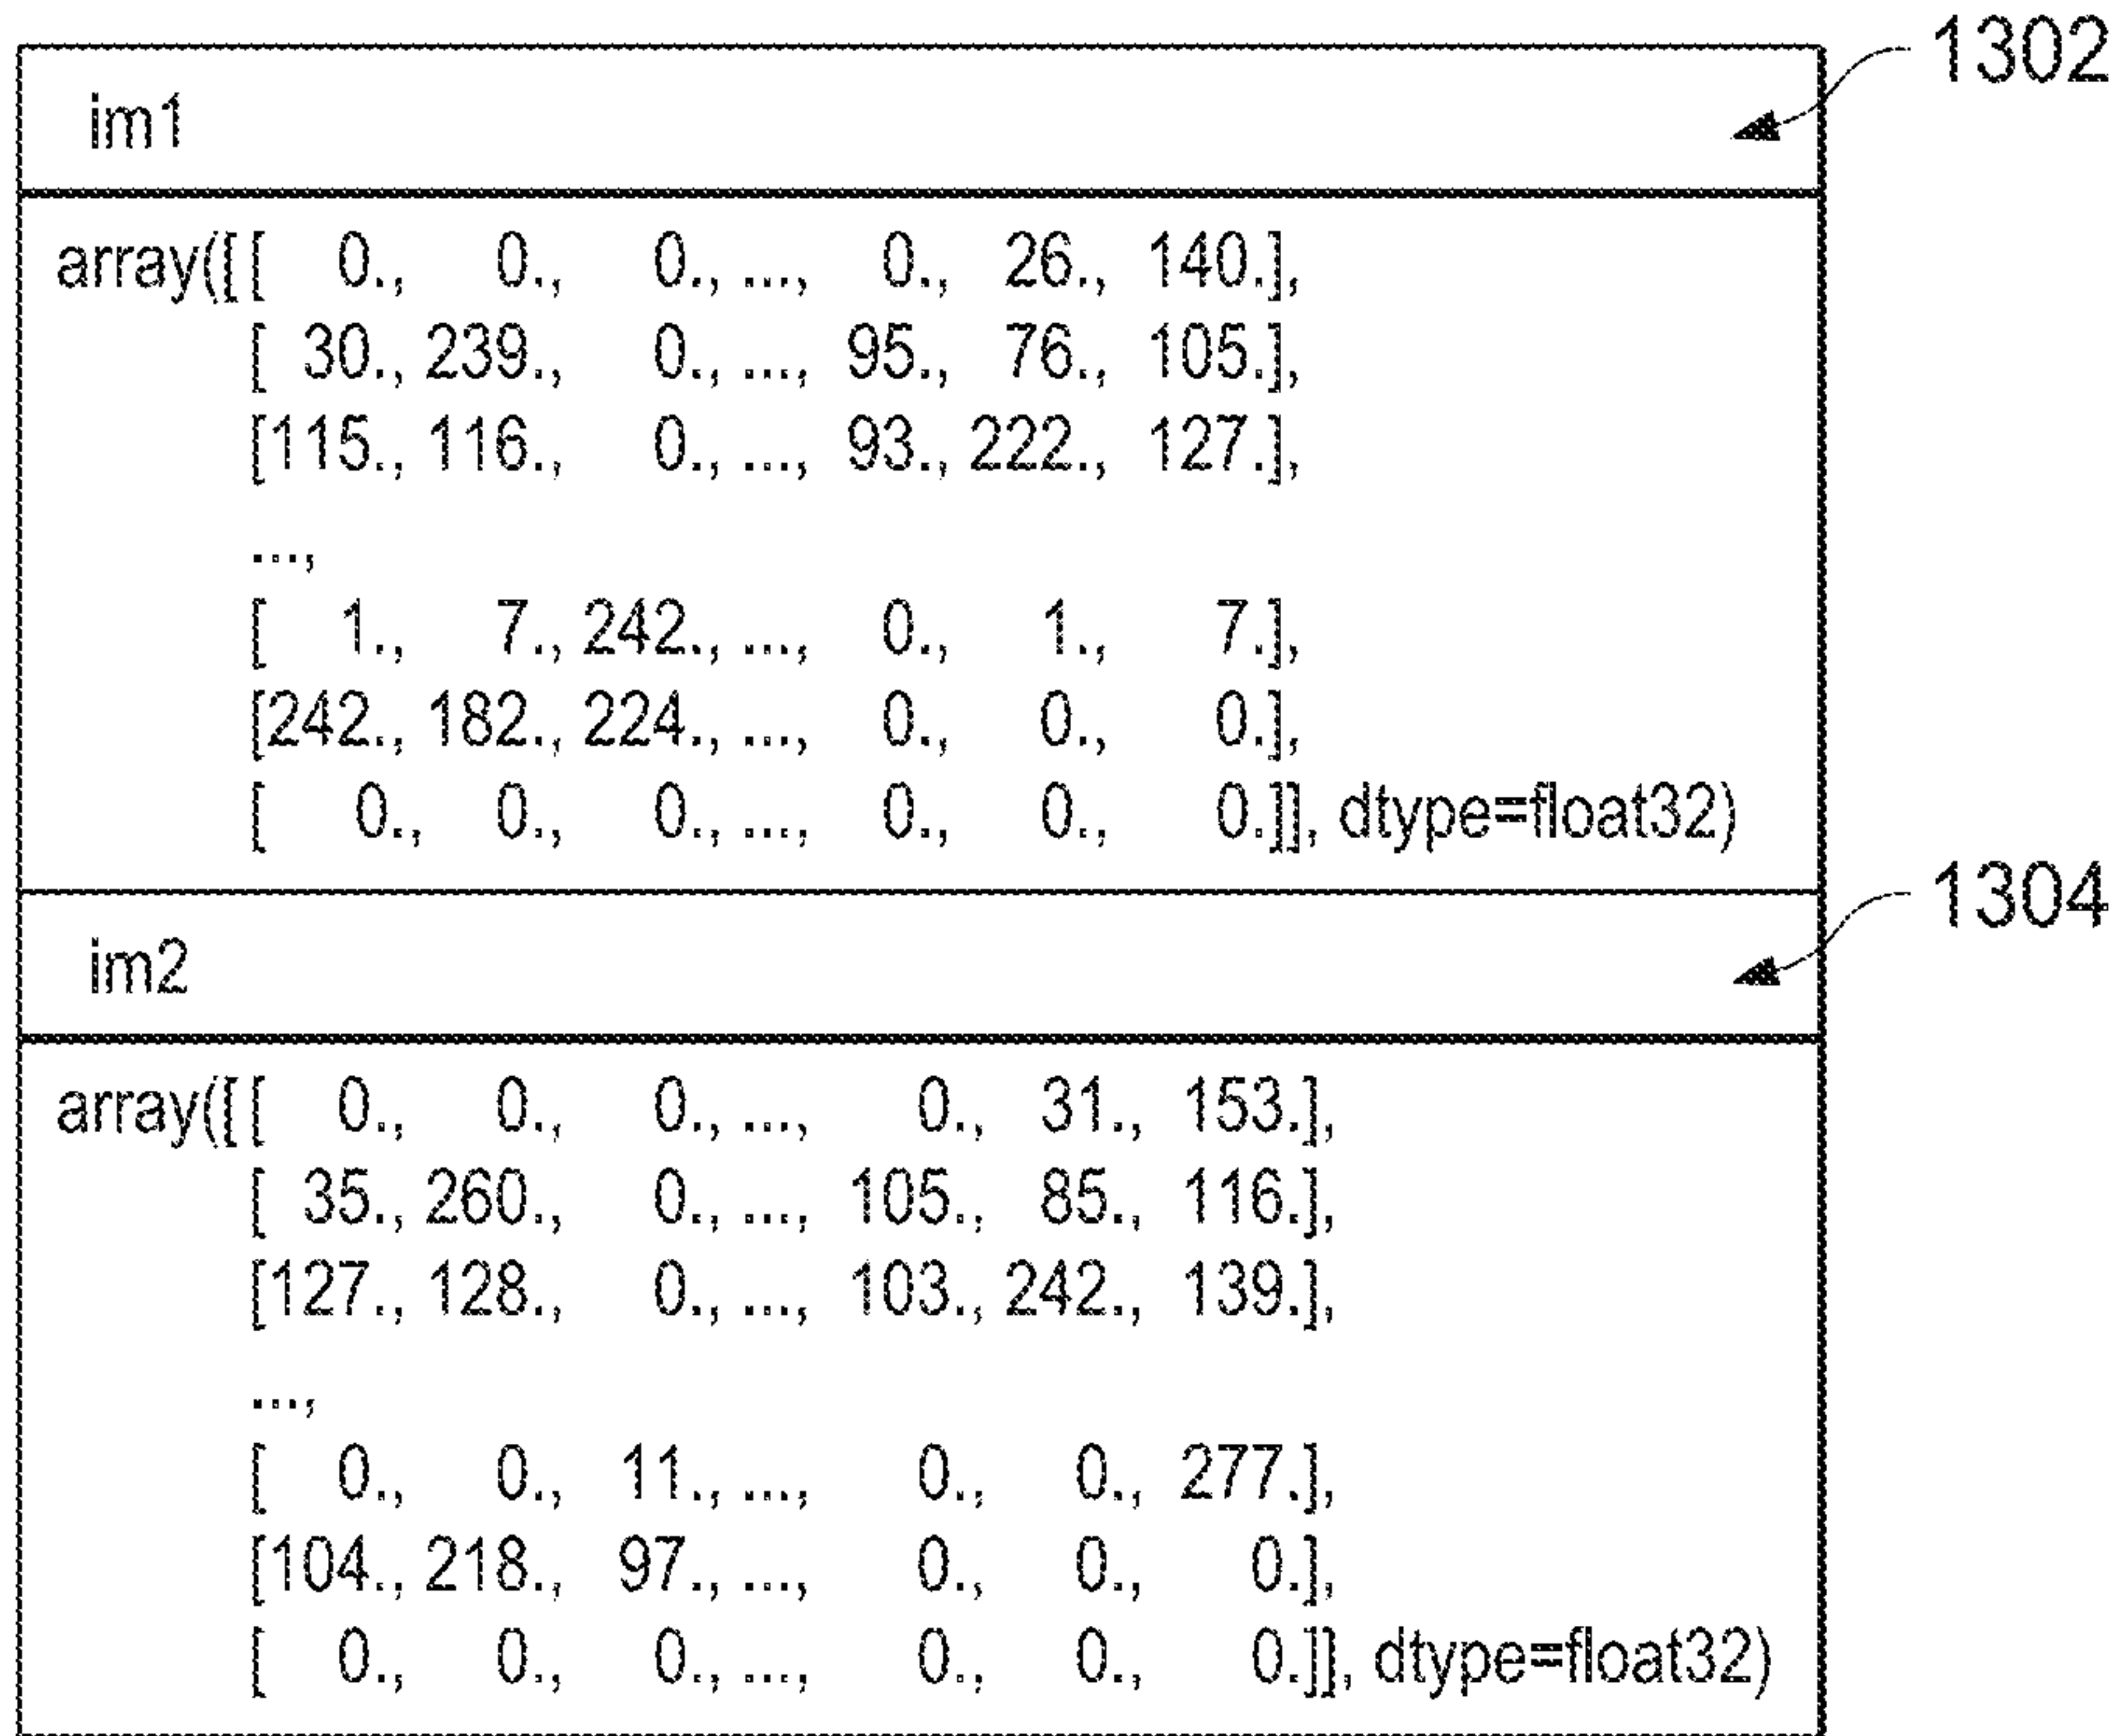 1302
im1
array([[ 0., 0., 0., ..., 0., 26., 140.],
[ 30., 239., 0., ..., 95., 76., 105.],
[115., 116., 0., ..., 93., 222., 127.],
...,
[ 1., 7., 242., ..., 0., 1., 7.],
[242., 182., 224., ..., 0., 0., 0.],
[ 0., 0., 0., ..., 0., 0., 0.]], dtype=float32)
1304
im2
array([[ 0., 0., 0., ..., 0., 31., 153.],
[ 35., 260., 0., ..., 105., 85., 116.],
[127., 128., 0., ..., 103., 242., 139.],
...,
[ 0., 0., 11., ..., 0., 0., 277.],
[104., 218., 97., ..., 0., 0., 0.],
[ 0., 0., 0., ..., 0., 0., 0.]], dtype=float32)